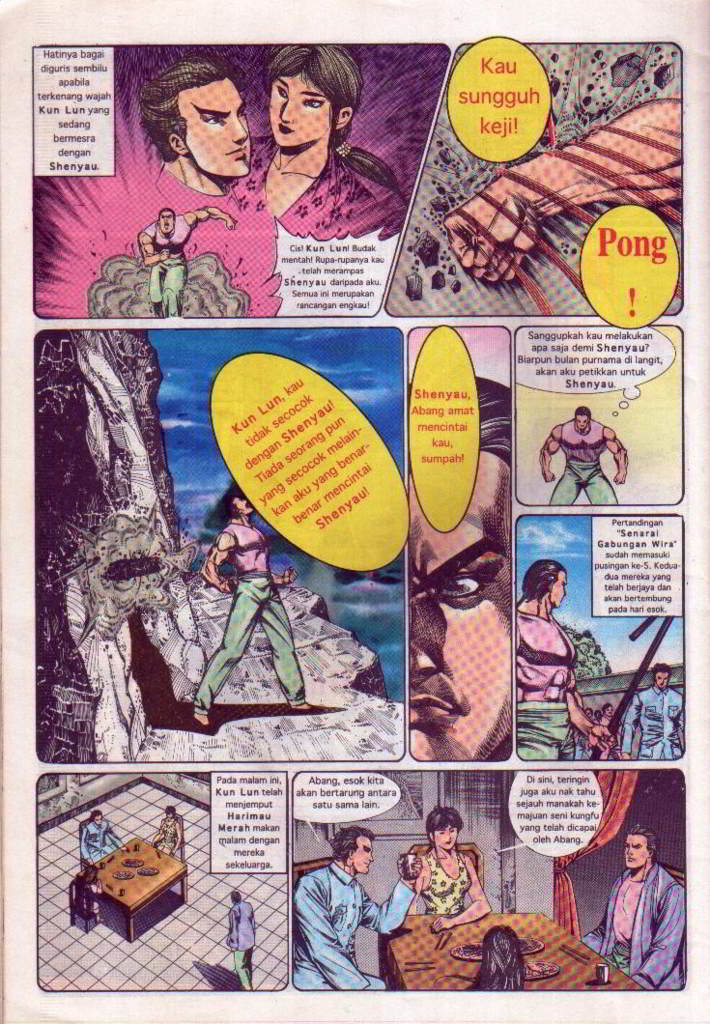 Hatinya bagai
diguris sembilu
apabila
terkenang wajah
Kun Lun yang
sedang
bermesra
dengan
Shenyau.
Cis! Kun Lun! Budak
mentah! Rupa-rupanya kau
telah merampas
Shenyau daripada aku.
Semua ini merupakan
rancangan engkau!
Kau
sungguh
keji!
Pong
!
Kun Lun, kau
tidak secocok
dengan Shenyau!
Tiada seorang pun
yang secocok melain-
kan aku yang benar-
benar mencintai
Shenyau!
Shenyau,
Abang amat
mencintai
kau,
sumpah!
Sanggupkah kau melakukan
apa saja demi Shenyau?
Biarpun bulan purnama di langit,
akan aku petikkan untuk
Shenyau.
Pertandingan
"Senarai
Gabungan Wira"
sudah memasuki
pusingan ke-5. Kedua-
dua mereka yang
telah berjaya dan
akan bertembung
pada hari esok.
Pada malam ini,
Kun Lun telah
menjemput
Harimau
Merah makan
malam dengan
mereka
sekeluarga.
Abang, esok kita
akan bertarung antara
satu sama lain.
Di sini, teringin
juga aku nak tahu
sejauh manakah ke-
majuan seni kungfu
yang telah dicapai
oleh Abang.